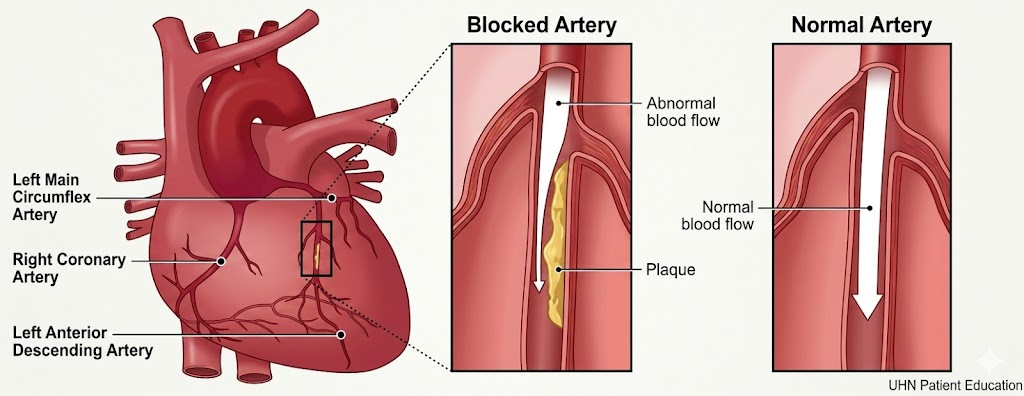 Blocked Artery
Normal Artery
Abnormal
blood flow
Left Main
Circumflex
Artery
Normal
blood flow
Right Coronary
Artery
Plaque
Left Anterior
Descending Artery
UHN Patient Education